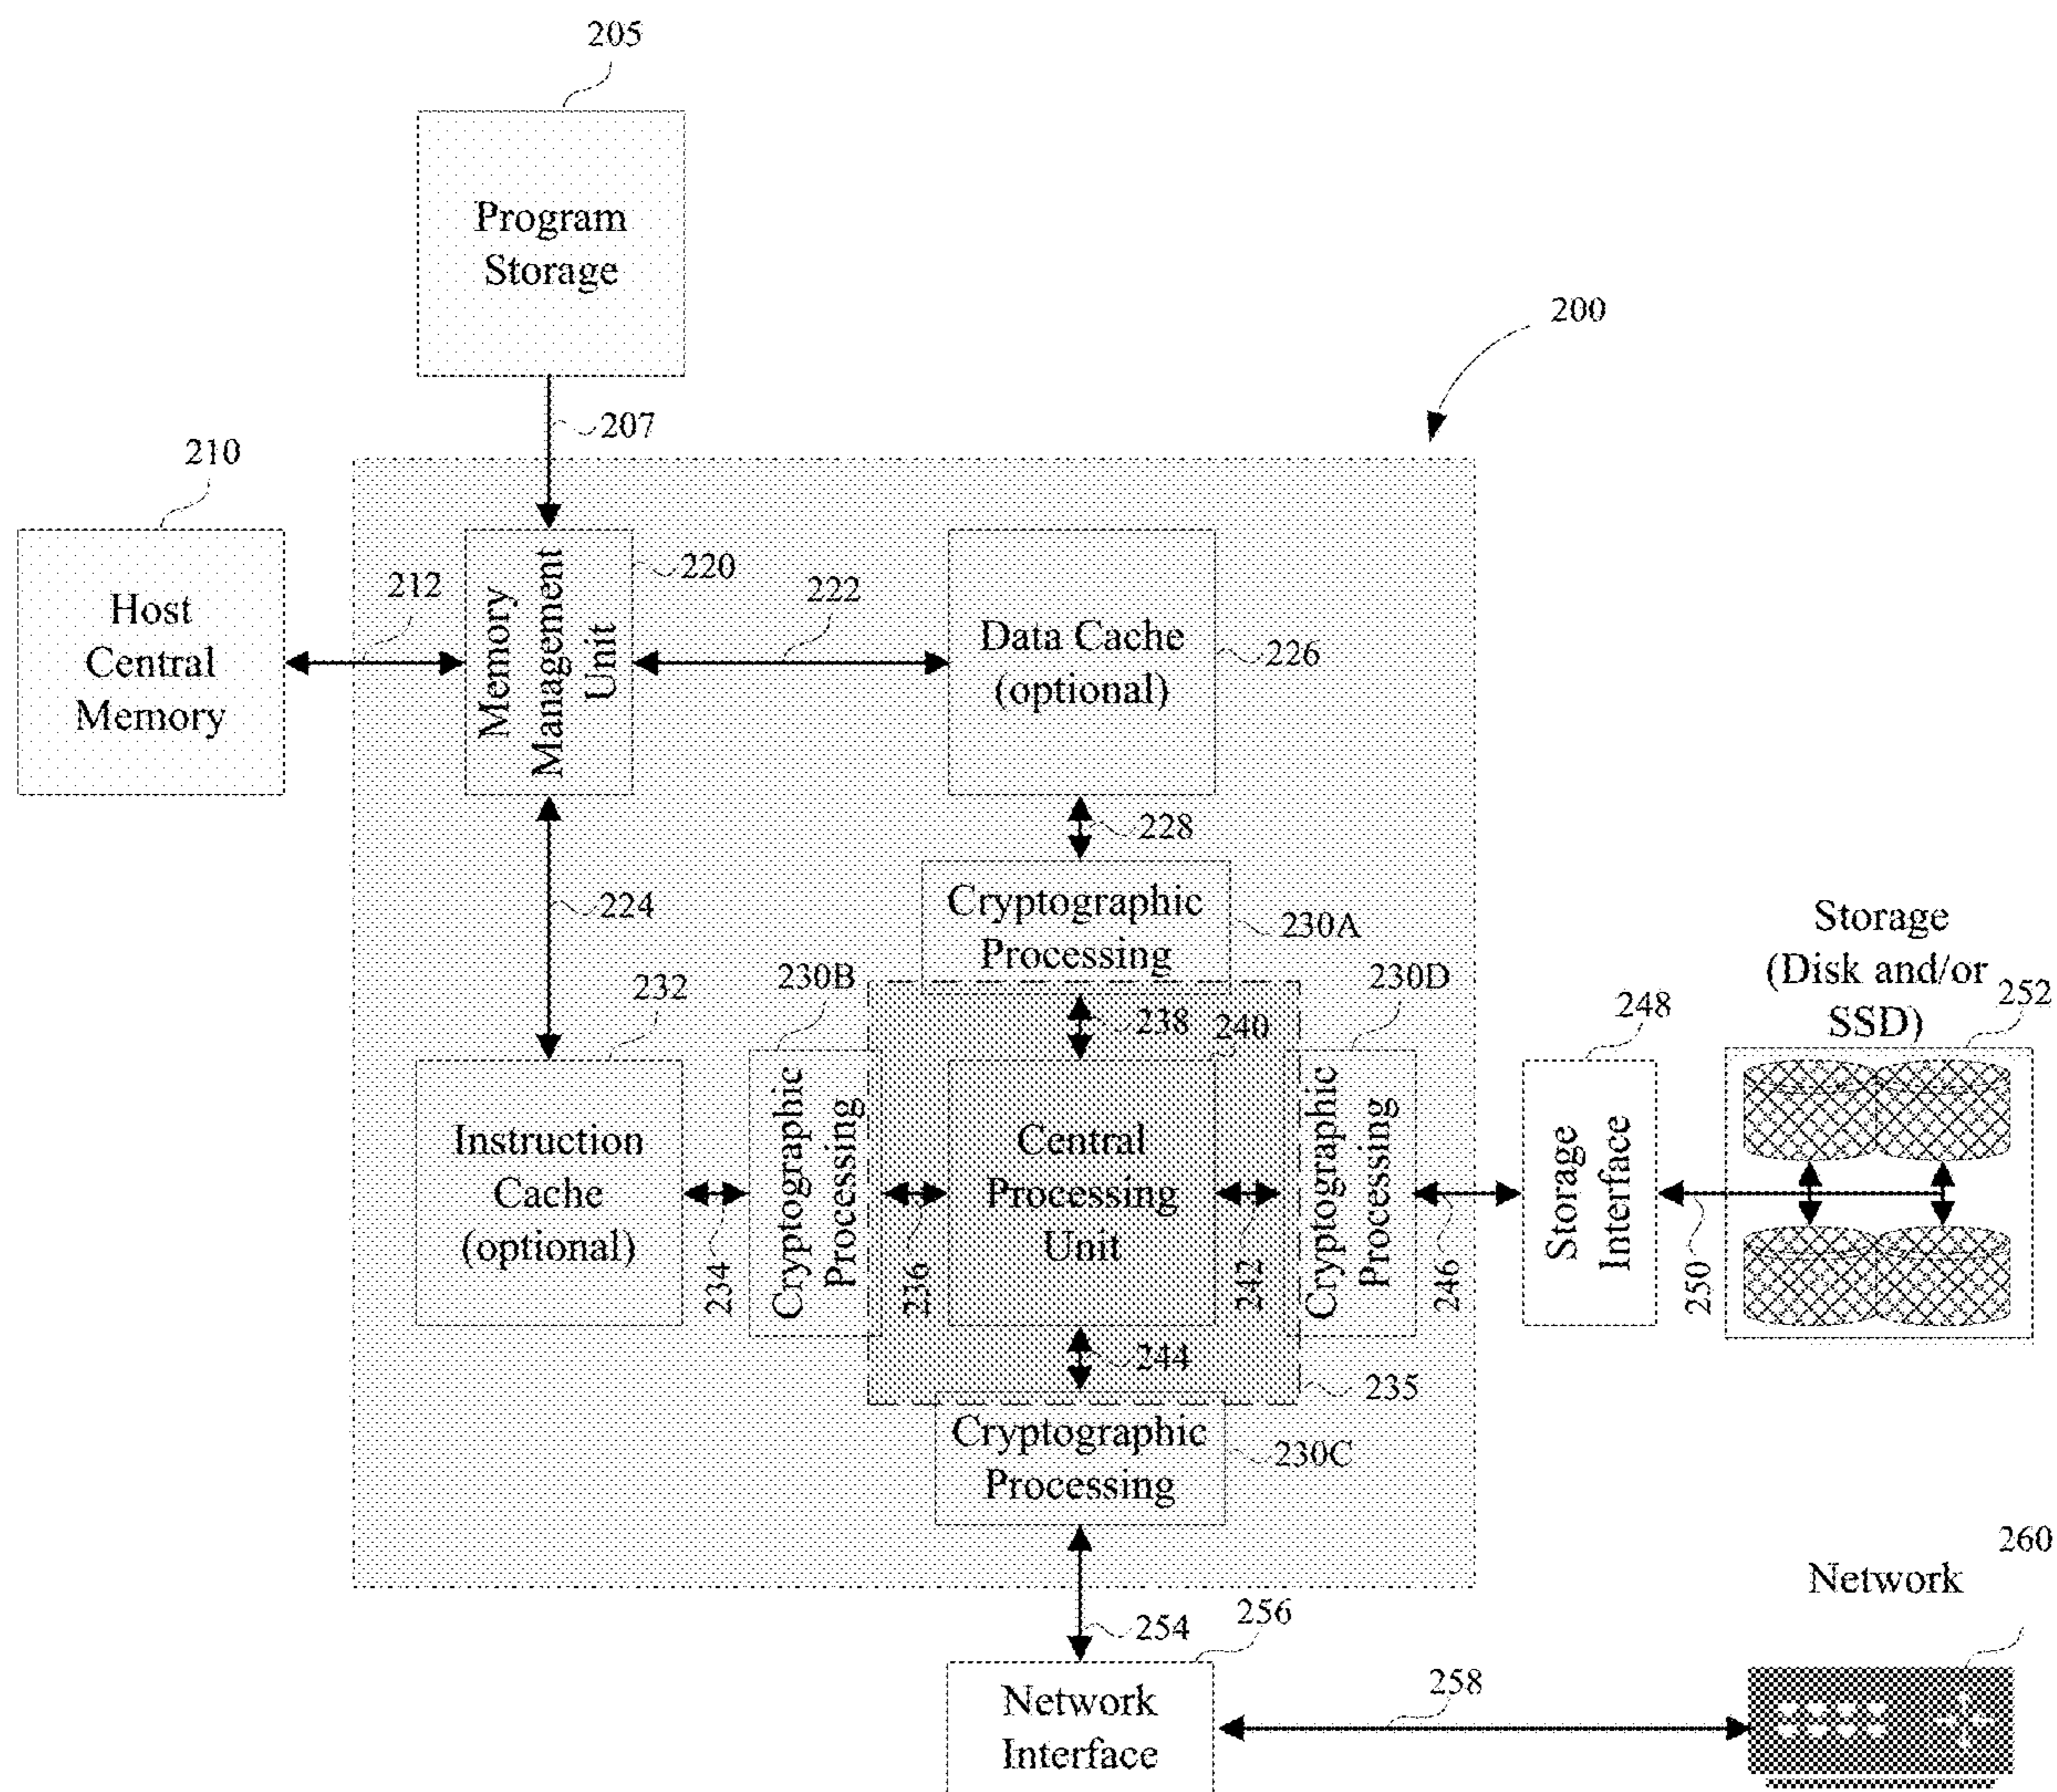 205
Program
Storage
200
207
210
Host
Central
Memory
212
Memory
Management
Unit
220
222
Data Cache
(optional)
226
228
224
Cryptographic
Processing
230A
Storage
(Disk and/or
SSD)
252
232
230B
230D
248
238
240
Instruction
Cache
(optional)
234
Cryptographic
Processing
236
Central
Processing
Unit
242
Cryptographic
Processing
246
Storage
Interface
250
244
235
Cryptographic
Processing
230C
260
Network
254
256
Network
Interface
258